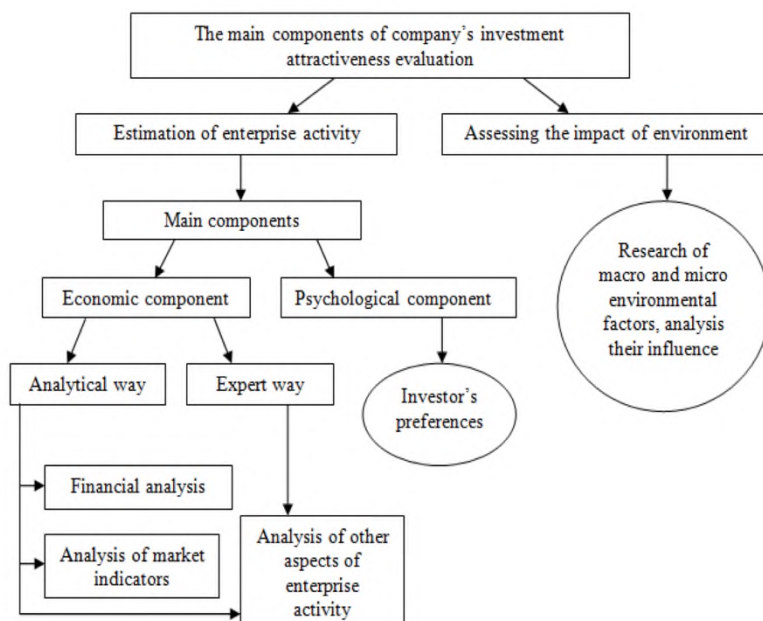 The main components of company's investment
attractiveness evaluation
Estimation of enterprise activity
Assessing the impact of environment
Main components
Research of
macro and micro
environmental
factors, analysis
their influence
Economic component
Psychological component
Analytical way
Expert way
Investor's
preferences
Financial analysis
Analysis of market
indicators
Analysis of other
aspects of
enterprise
activity